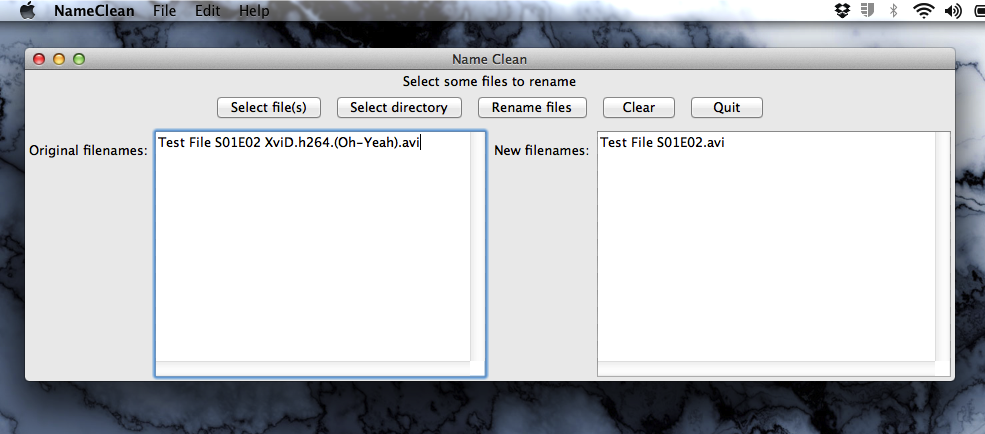 NameClean File Edit Help
Name Clean
Select some files to rename
Select file(s) Select directory Rename files Clear Quit
Original filenames: Test File S01E02 XviD.h264.(Oh-Yeah).avi New filenames: Test File S01E02.avi